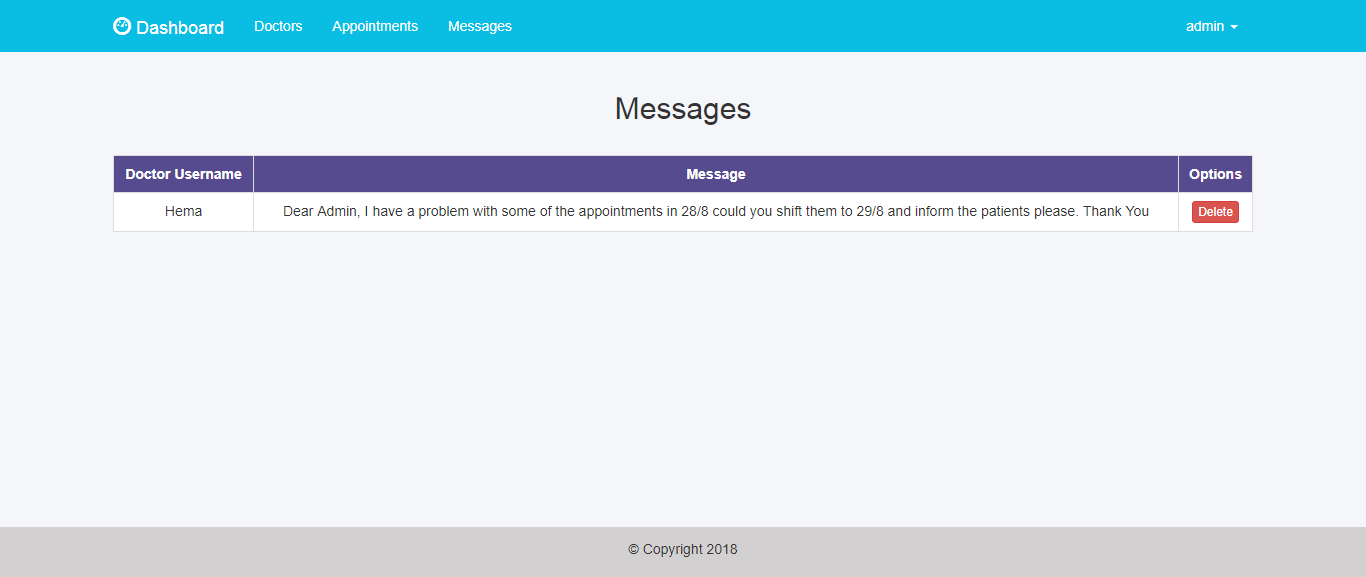 Dashboard Doctors Appointments Messages admin
Messages
Doctor Username Message Options
Hema Dear Admin, I have a problem with some of the appointments in 28/8 could you shift them to 29/8 and inform the patients please. Thank You Delete
© Copyright 2018